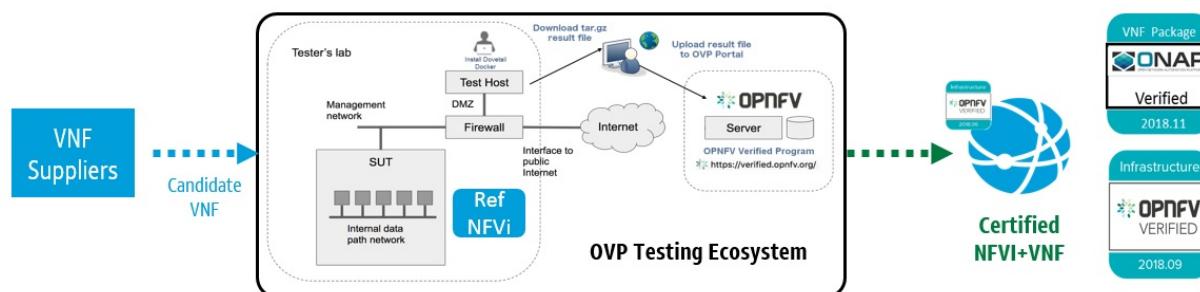 VNF
Suppliers
Candidate
VNF
Tester's lab
Install Dovetail
Docker
Test Host
Management
network
DMZ
Firewall
Internet
Interface to
public
Internet
SUT
Internal data
path network
Ref
NFVi
Download tar.gz
result file
Upload result file
to OVP Portal
OPNFV
Server
OPNFV Verified Program
https://verified.opnfv.org/
OVP Testing Ecosystem
Infrastructure
OPNFV
VERIFIED
2018.09
Certified
NFVI+VNF
VNF Package
ONAP
Verified
2018.11
Infrastructure
OPNFV
VERIFIED
2018.09